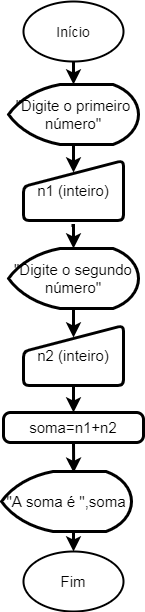 Início
"Digite o primeiro
número"
n1 (inteiro)
"Digite o segundo
número"
n2 (inteiro)
soma=n1+n2
"A soma é ",soma
Fim